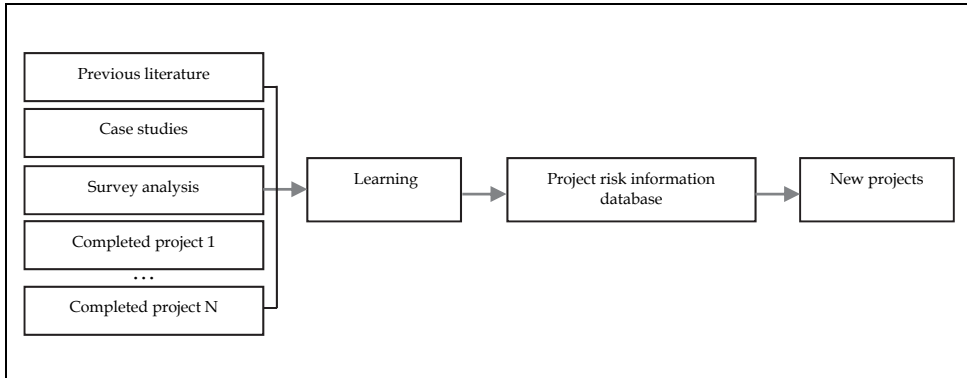 Previous literature
Case studies
Survey analysis
Completed project 1
...
Completed project N
Learning
Project risk information
database
New projects